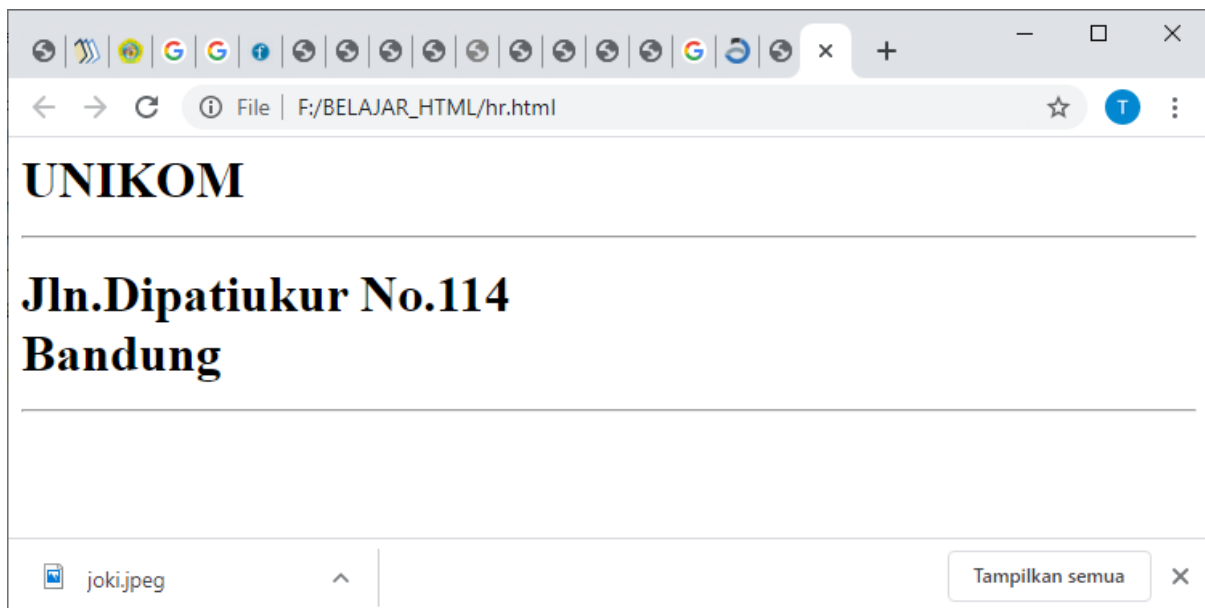 File | F:/BELAJAR_HTML/hr.html
T
UNIKOM
Jln.Dipatiukur No.114
Bandung
joki.jpeg
Tampilkan semua